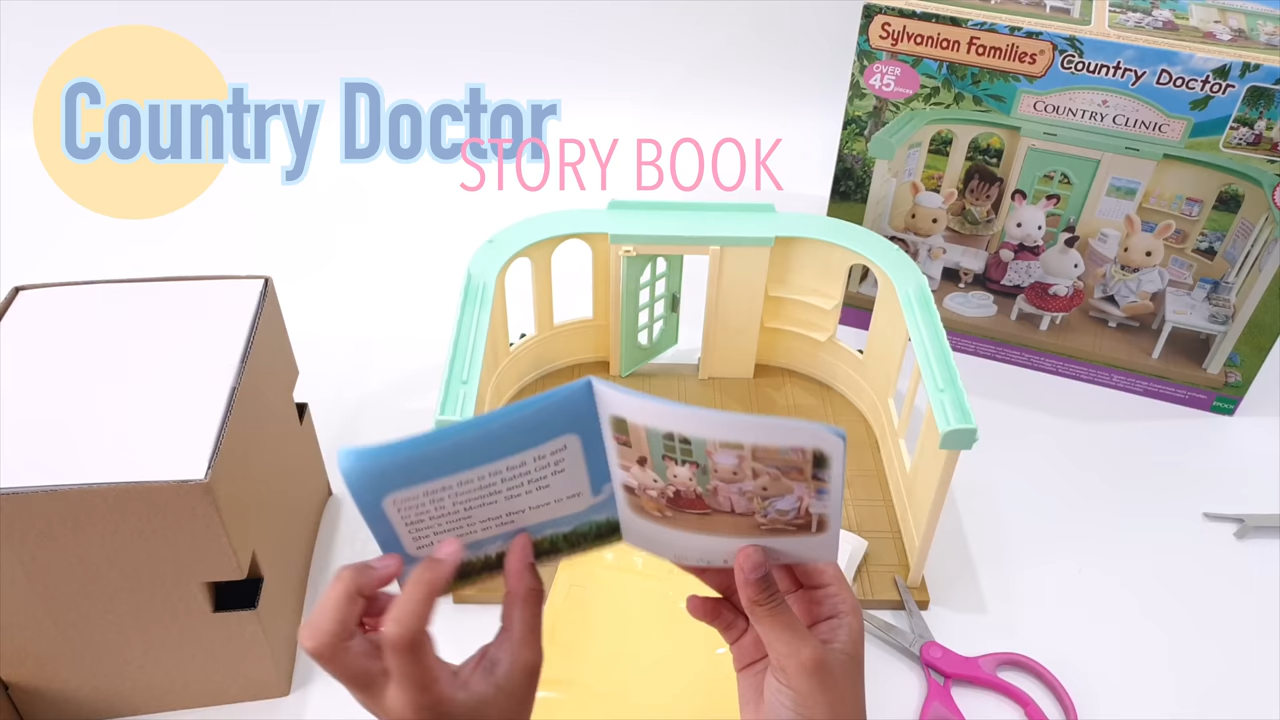 Country Doctor
STORY BOOK
Sylvanian Families®
Country Doctor
OVER
45
pieces
COUNTRY CLINIC
thinks this is his fault. He and
Freya the Chocolate Rabbit Girl go
to see Dr. Periwinkle and Kate the
Milk Rabbit Mother. She is the
Clinic's nurse.
She listens to what they have to say,
and suggests an idea.
EPOCH